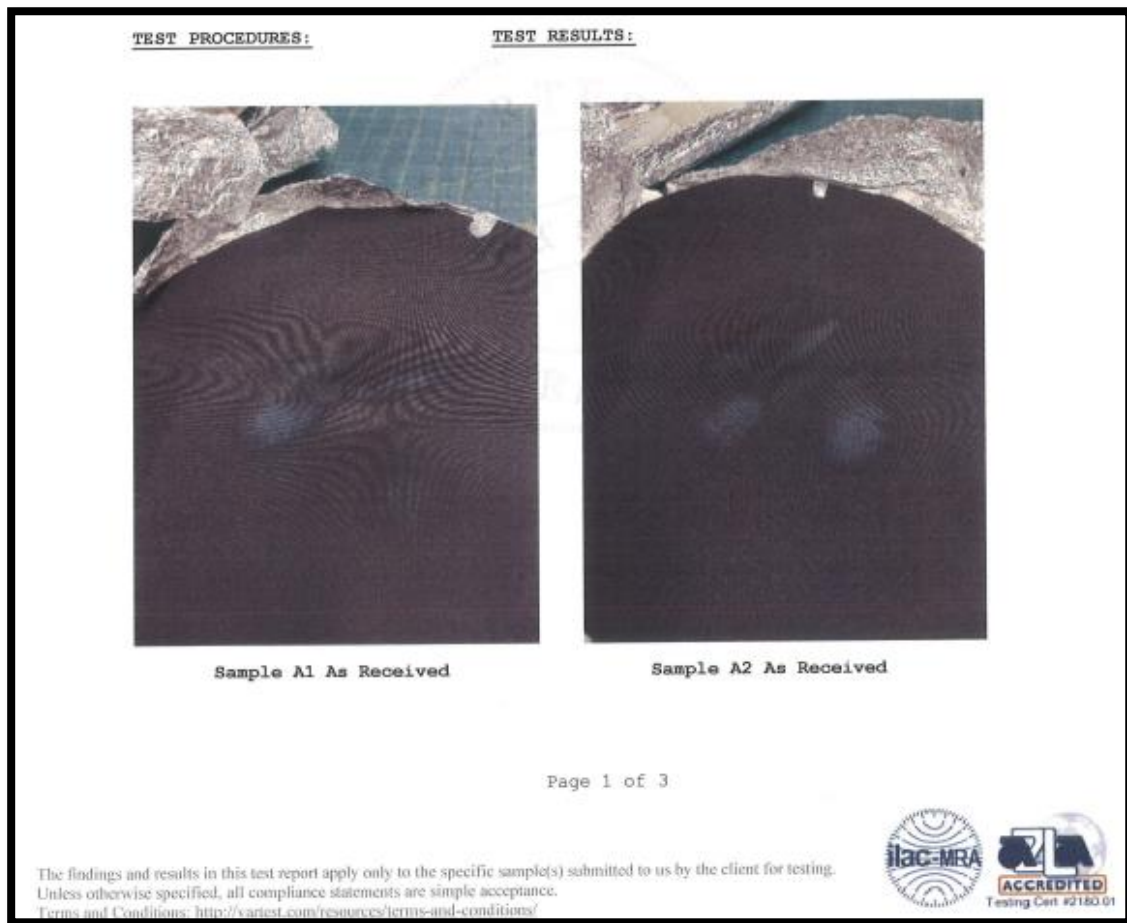 TEST PROCEDURES:
TEST RESULTS:
Sample A1 As Received
Sample A2 As Received
Page 1 of 3
ilac-MRA
A2LA
ACCREDITED
Testing Cert #2180.01
The findings and results in this test report apply only to the specific sample(s) submitted to us by the client for testing.
Unless otherwise specified, all compliance statements are simple acceptance.
Terms and Conditions: http://vartest.com/resources/terms-and-conditions/